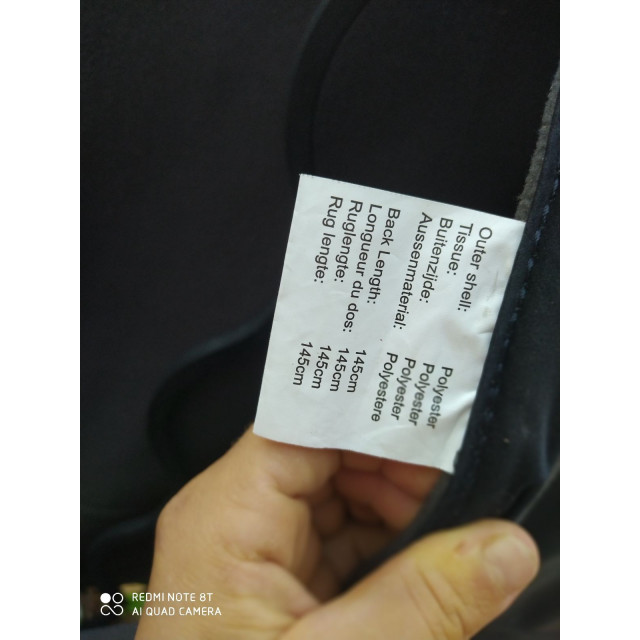 Outer shell: Polyester
Tissue: Polyester
Buitenzijde: Polyester
Aussenmaterial: Polyestere
Back Length: 145cm
Longueur du dos: 145cm
Ruglengte: 145cm
Rug lengte: 145cm
REDMI NOTE 8T
AI QUAD CAMERA